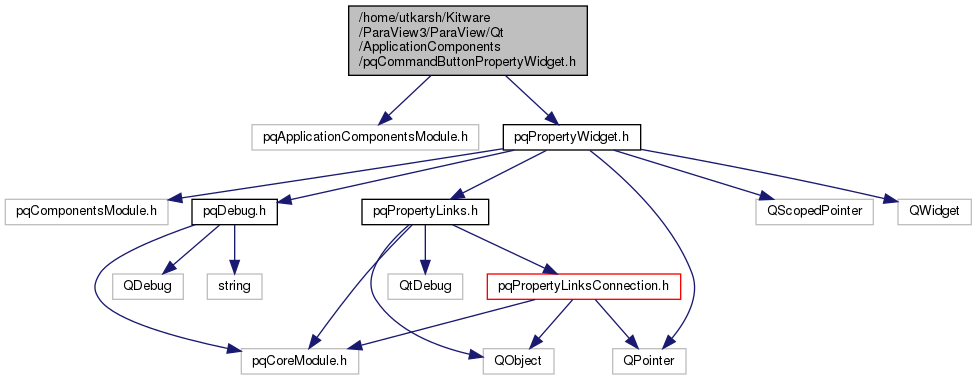 /home/utkarsh/Kitware
/ParaView3/ParaView/Qt
/ApplicationComponents
/pqCommandButtonPropertyWidget.h
pqApplicationComponentsModule.h
pqPropertyWidget.h
pqComponentsModule.h
pqDebug.h
pqPropertyLinks.h
QScopedPointer
QWidget
QDebug
string
QtDebug
pqPropertyLinksConnection.h
pqCoreModule.h
QObject
QPointer